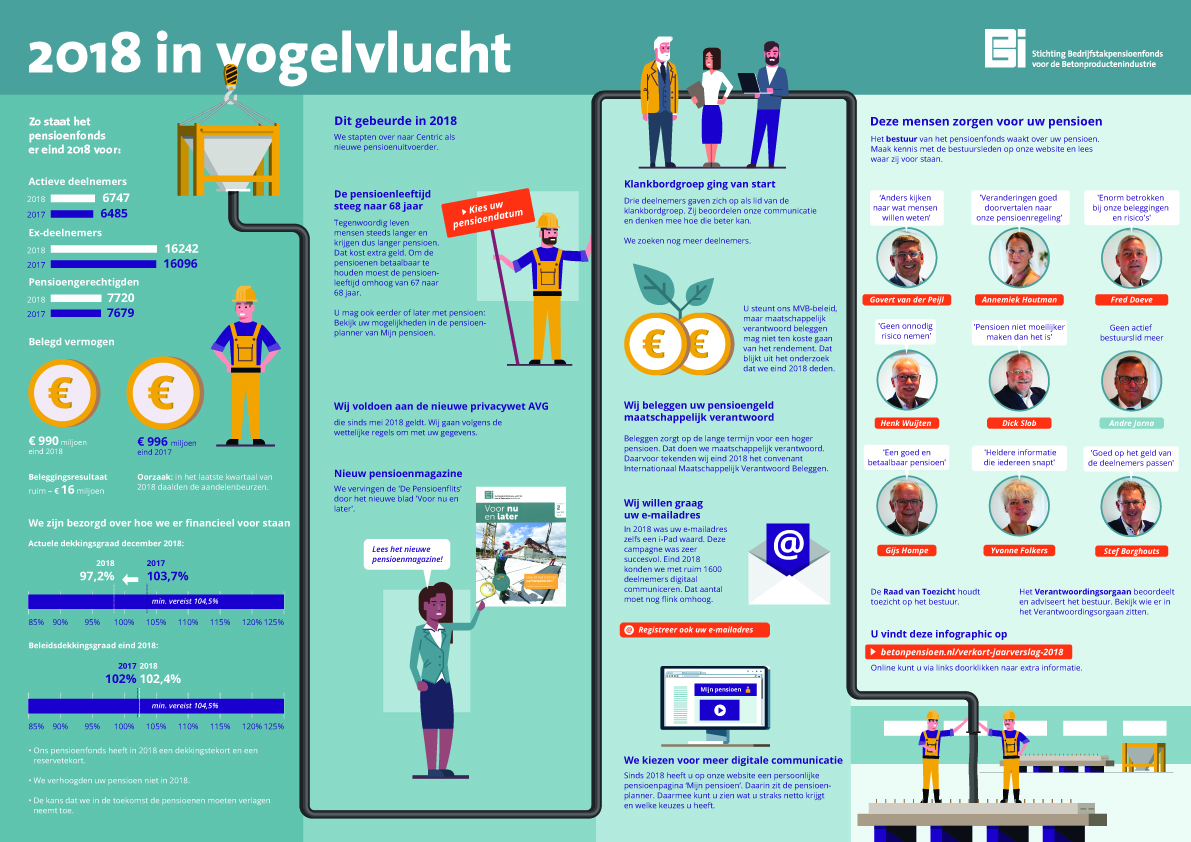 2018 in vogelvlucht
Stichting Bedrijfstakpensioenfonds
voor de Betonproductenindustrie
Zo staat het
pensioenfonds
er eind 2018 voor:
Actieve deelnemers
2018 6747
2017 6485
Ex-deelnemers
2018 16242
2017 16096
Pensioengerechtigden
2018 7720
2017 7679
Belegd vermogen
€ €
€ 990 miljoen
eind 2018
€ 996 miljoen
eind 2017
Beleggingsresultaat
ruim – € 16 miljoen
Oorzaak: in het laatste kwartaal van
2018 daalden de aandelenbeurzen.
We zijn bezorgd over hoe we er financieel voor staan
Actuele dekkingsgraad december 2018:
2018 2017
97,2% 103,7%
min. vereist 104,5%
85% 90% 95% 100% 105% 110% 115% 120% 125%
Beleidsdekkingsgraad eind 2018:
2017 2018
102% 102,4%
min. vereist 104,5%
85% 90% 95% 100% 105% 110% 115% 120% 125%
• Ons pensioenfonds heeft in 2018 een dekkingstekort en een
reservetekort.
• We verhoogden uw pensioen niet in 2018.
• De kans dat we in de toekomst de pensioenen moeten verlagen
neemt toe.
Dit gebeurde in 2018
We stapten over naar Centric als
nieuwe pensioenuitvoerder.
De pensioenleeftijd
steeg naar 68 jaar
Tegenwoordig leven
mensen steeds langer en
krijgen dus langer pensioen.
Dat kost extra geld. Om de
pensioenen betaalbaar te
houden moest de pensioen-
leeftijd omhoog van 67 naar
68 jaar.
U mag ook eerder of later met pensioen:
Bekijk uw mogelijkheden in de pensioen-
planner van Mijn pensioen.
Kies uw
pensioendatum
Wij voldoen aan de nieuwe privacywet AVG
die sinds mei 2018 geldt. Wij gaan volgens de
wettelijke regels om met uw gegevens.
Nieuw pensioenmagazine
We vervingen de 'De Pensioenflits'
door het nieuwe blad 'Voor nu en
later'.
Voor nu
en later
Lees het nieuwe
pensioenmagazine!
Klankbordgroep ging van start
Drie deelnemers gaven zich op als lid van de
klankbordgroep. Zij beoordelen onze communicatie
en denken mee hoe die beter kan.
We zoeken nog meer deelnemers.
€ €
U steunt ons MVB-beleid,
maar maatschappelijk
verantwoord beleggen
mag niet ten koste gaan
van het rendement. Dat
blijkt uit het onderzoek
dat we eind 2018 deden.
Wij beleggen uw pensioengeld
maatschappelijk verantwoord
Beleggen zorgt op de lange termijn voor een hoger
pensioen. Dat doen we maatschappelijk verantwoord.
Daarvoor tekenden wij eind 2018 het convenant
Internationaal Maatschappelijk Verantwoord Beleggen.
Wij willen graag
uw e-mailadres
In 2018 was uw e-mailadres
zelfs een i-Pad waard. Deze
campagne was zeer
succesvol. Eind 2018
konden we met ruim 1600
deelnemers digitaal
communiceren. Dat aantal
moet nog flink omhoog.
@
@ Registreer ook uw e-mailadres
Mijn pensioen
We kiezen voor meer digitale communicatie
Sinds 2018 heeft u op onze website een persoonlijke
pensioenpagina 'Mijn pensioen'. Daarin zit de pensioen-
planner. Daarmee kunt u zien wat u straks netto krijgt
en welke keuzes u heeft.
Deze mensen zorgen voor uw pensioen
Het bestuur van het pensioenfonds waakt over uw pensioen.
Maak kennis met de bestuursleden op onze website en lees
waar zij voor staan.
'Anders kijken
naar wat mensen
willen weten'
Govert van der Peijl
'Veranderingen goed
doorvertalen naar
onze pensioenregeling'
Annemiek Houtman
'Enorm betrokken
bij onze beleggingen
en risico's'
Fred Daeve
'Geen onnodig
risico nemen'
Henk Wuijten
'Pensioen niet moeilijker
maken dan het is'
Dick Slob
Geen actief
bestuurslid meer
Andre Jorna
'Een goed en
betaalbaar pensioen'
Gijs Hompe
'Heldere informatie
die iedereen snapt'
Yvonne Folkers
'Goed op het geld van
de deelnemers passen'
Stef Borghouts
De Raad van Toezicht houdt
toezicht op het bestuur.
Het Verantwoordingsorgaan beoordeelt
en adviseert het bestuur. Bekijk wie er in
het Verantwoordingsorgaan zitten.
U vindt deze infographic op
betonpensioen.nl/verkort-jaarverslag-2018
Online kunt u via links doorklikken naar extra informatie.